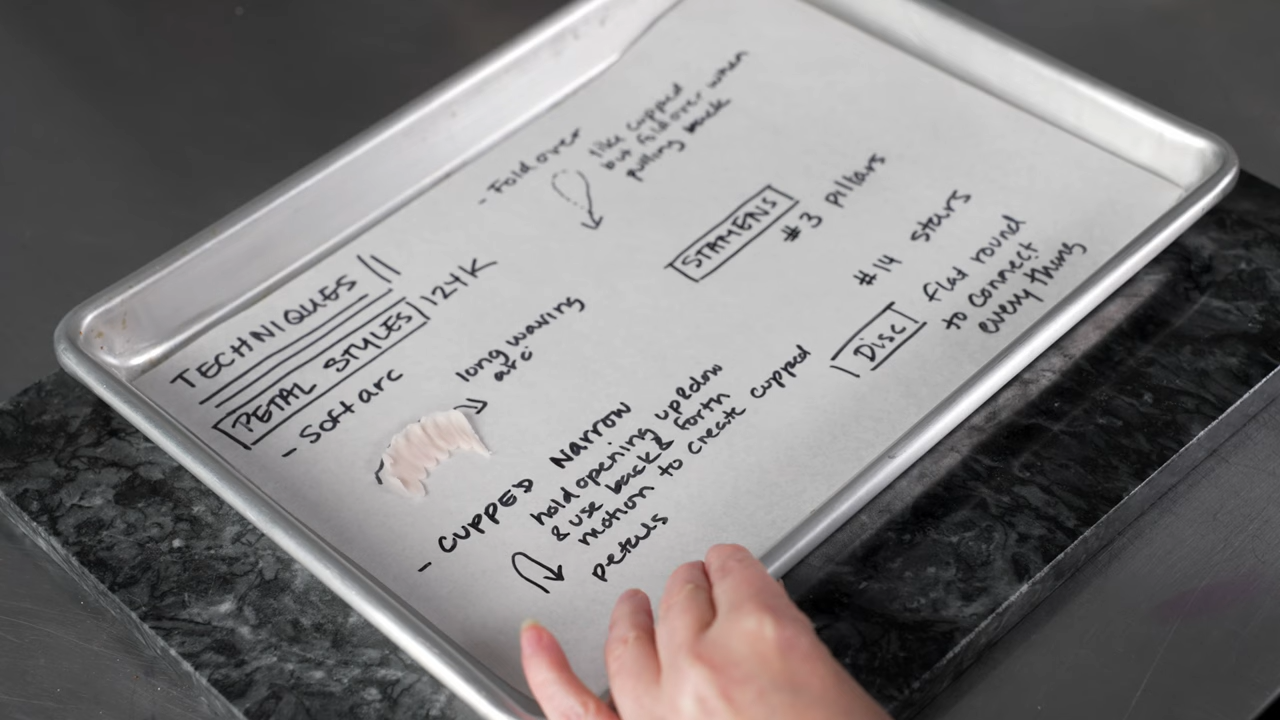 TECHNIQUES
PETAL STYLES 124K
- Soft arc
long waving
arc
- CUPPED Narrow
hold opening up&dow
& use back & forth
motion to create cupped
petals
- Fold over
like cupped
but fold over when
pulling back
STAMENS
#3 pillars
#14 stars
Disc flat round
to connect
everything